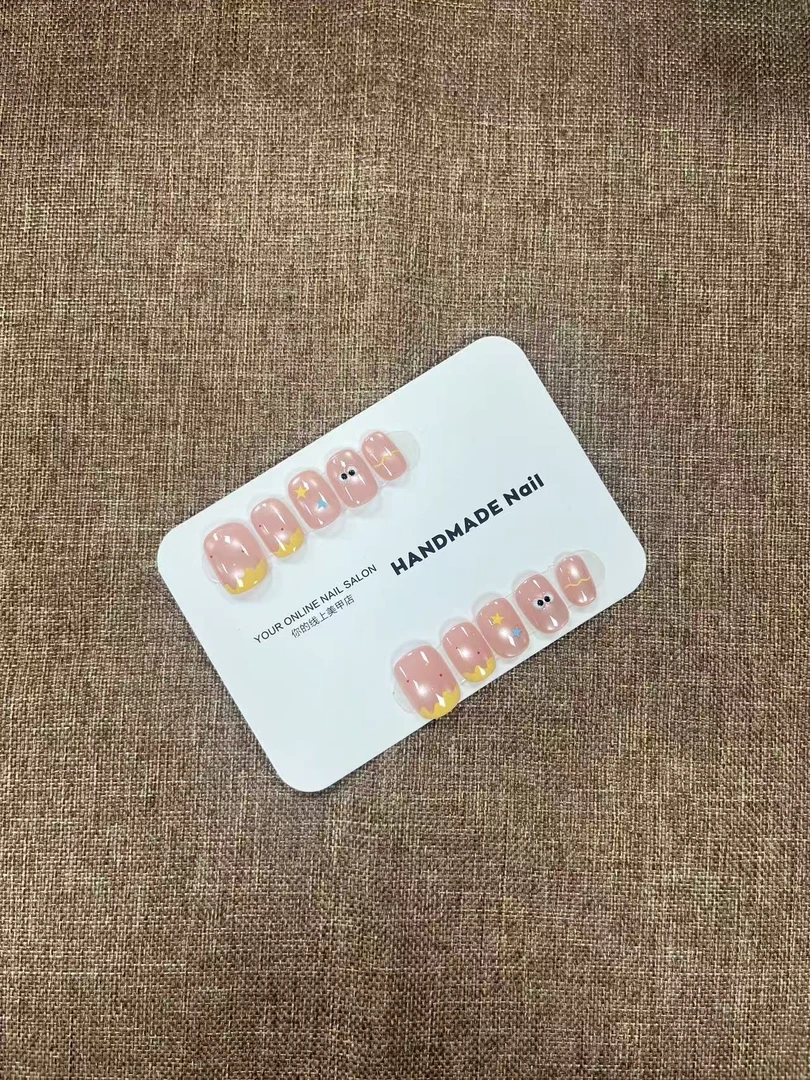 HANDMADE Nail
YOUR ONLINE NAIL SALON
你的线上美甲店